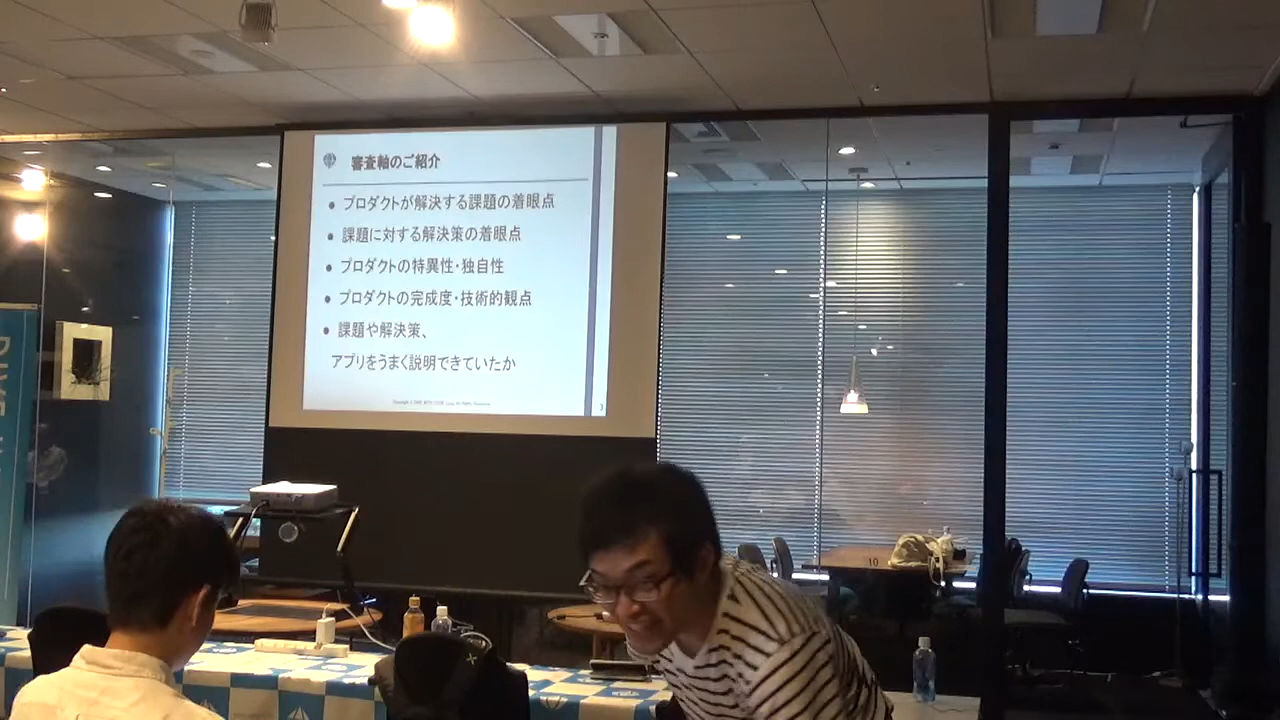 審査軸のご紹介
● プロダクトが解決する課題の着眼点
● 課題に対する解決策の着眼点
● プロダクトの特異性・独自性
● プロダクトの完成度・技術的観点
● 課題や解決策、
アプリをうまく説明できていたか
3
10